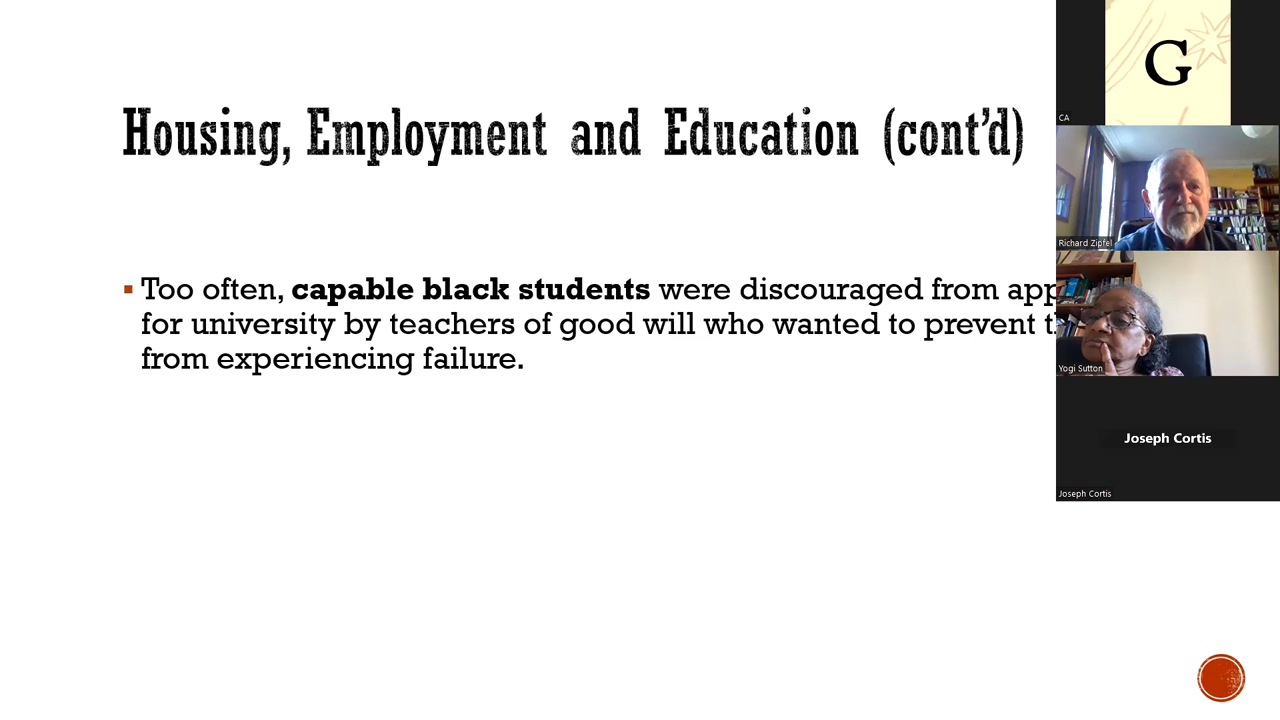 Housing, Employment and Education (cont'd)
Too often, capable black students were discouraged from app
for university by teachers of good will who wanted to prevent
from experiencing failure.
G
CA
Richard Zipfel
Yogi Sutton
Joseph Cortis
Joseph Cortis